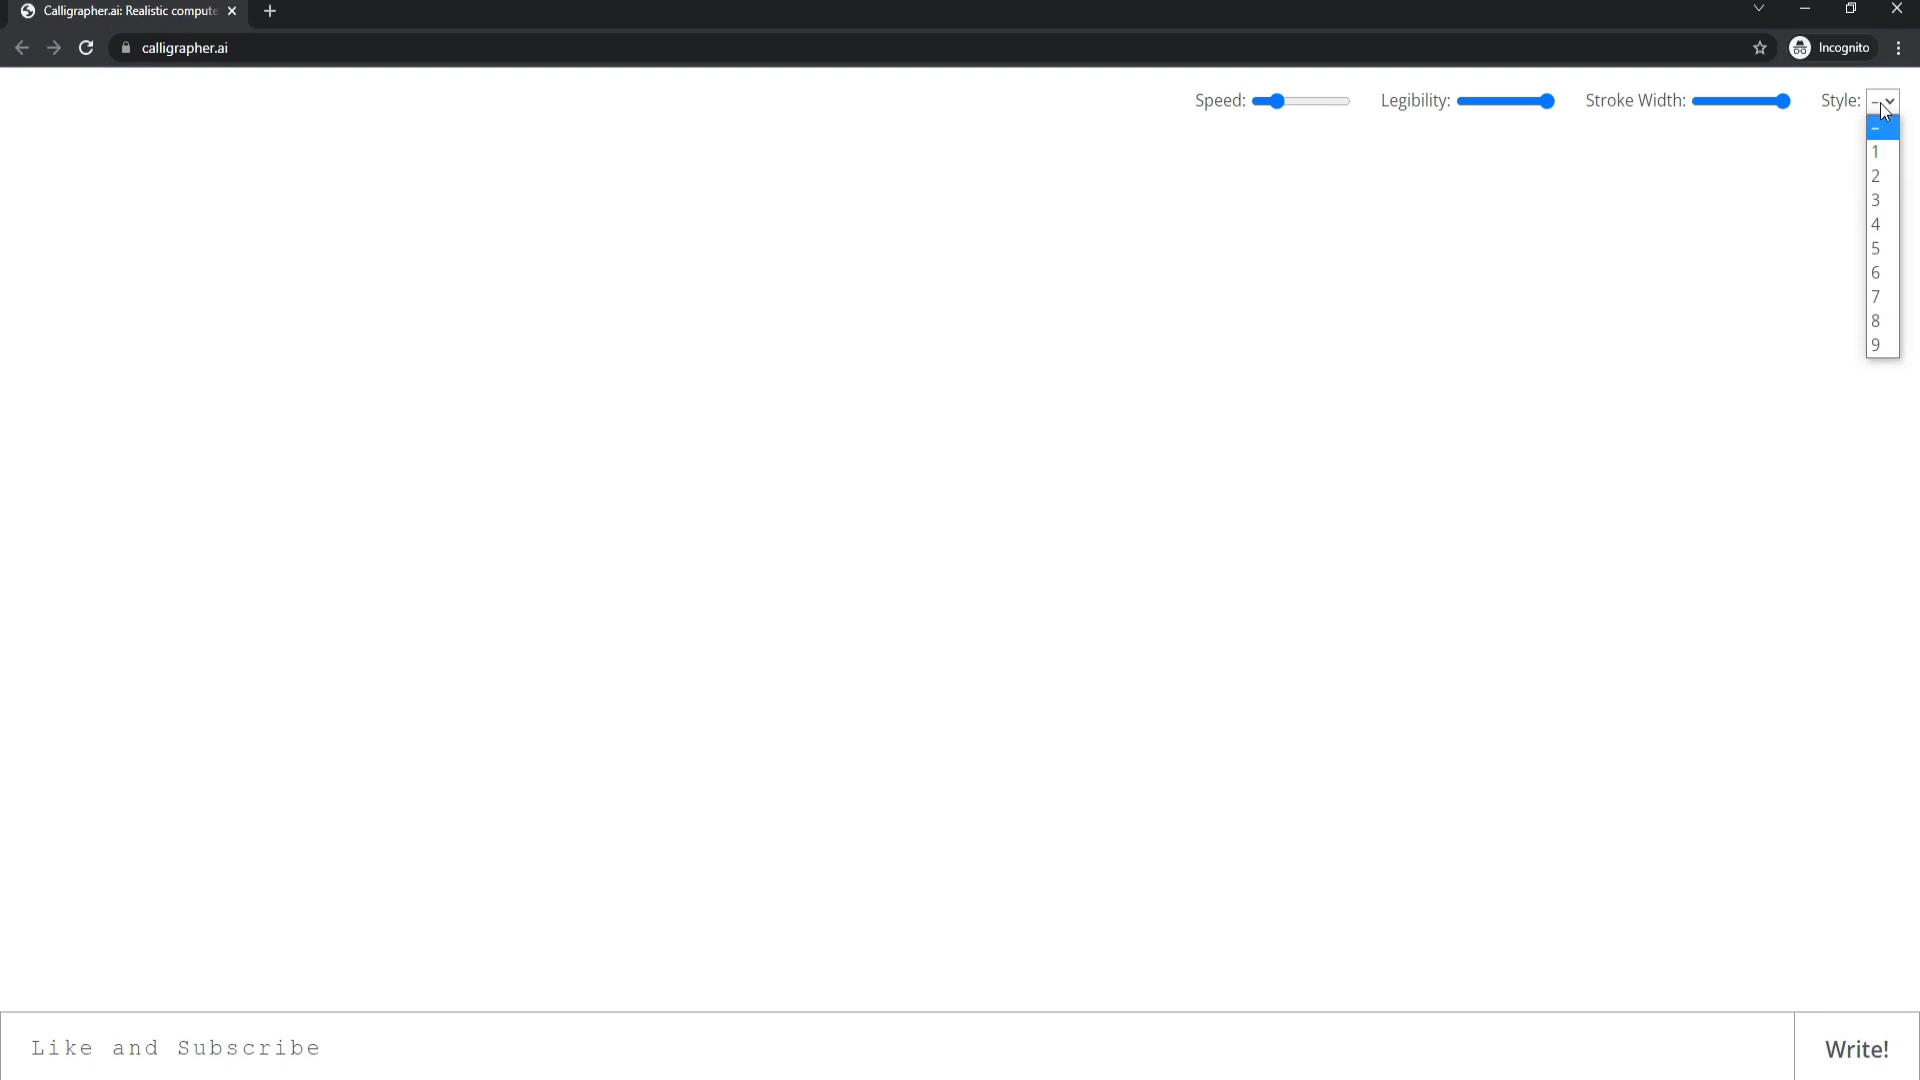 Calligrapher.ai: Realistic compute
calligrapher.ai
Incognito
Speed:
Legibility:
Stroke Width:
Style: –
–
1
2
3
4
5
6
7
8
9
Like and Subscribe
Write!